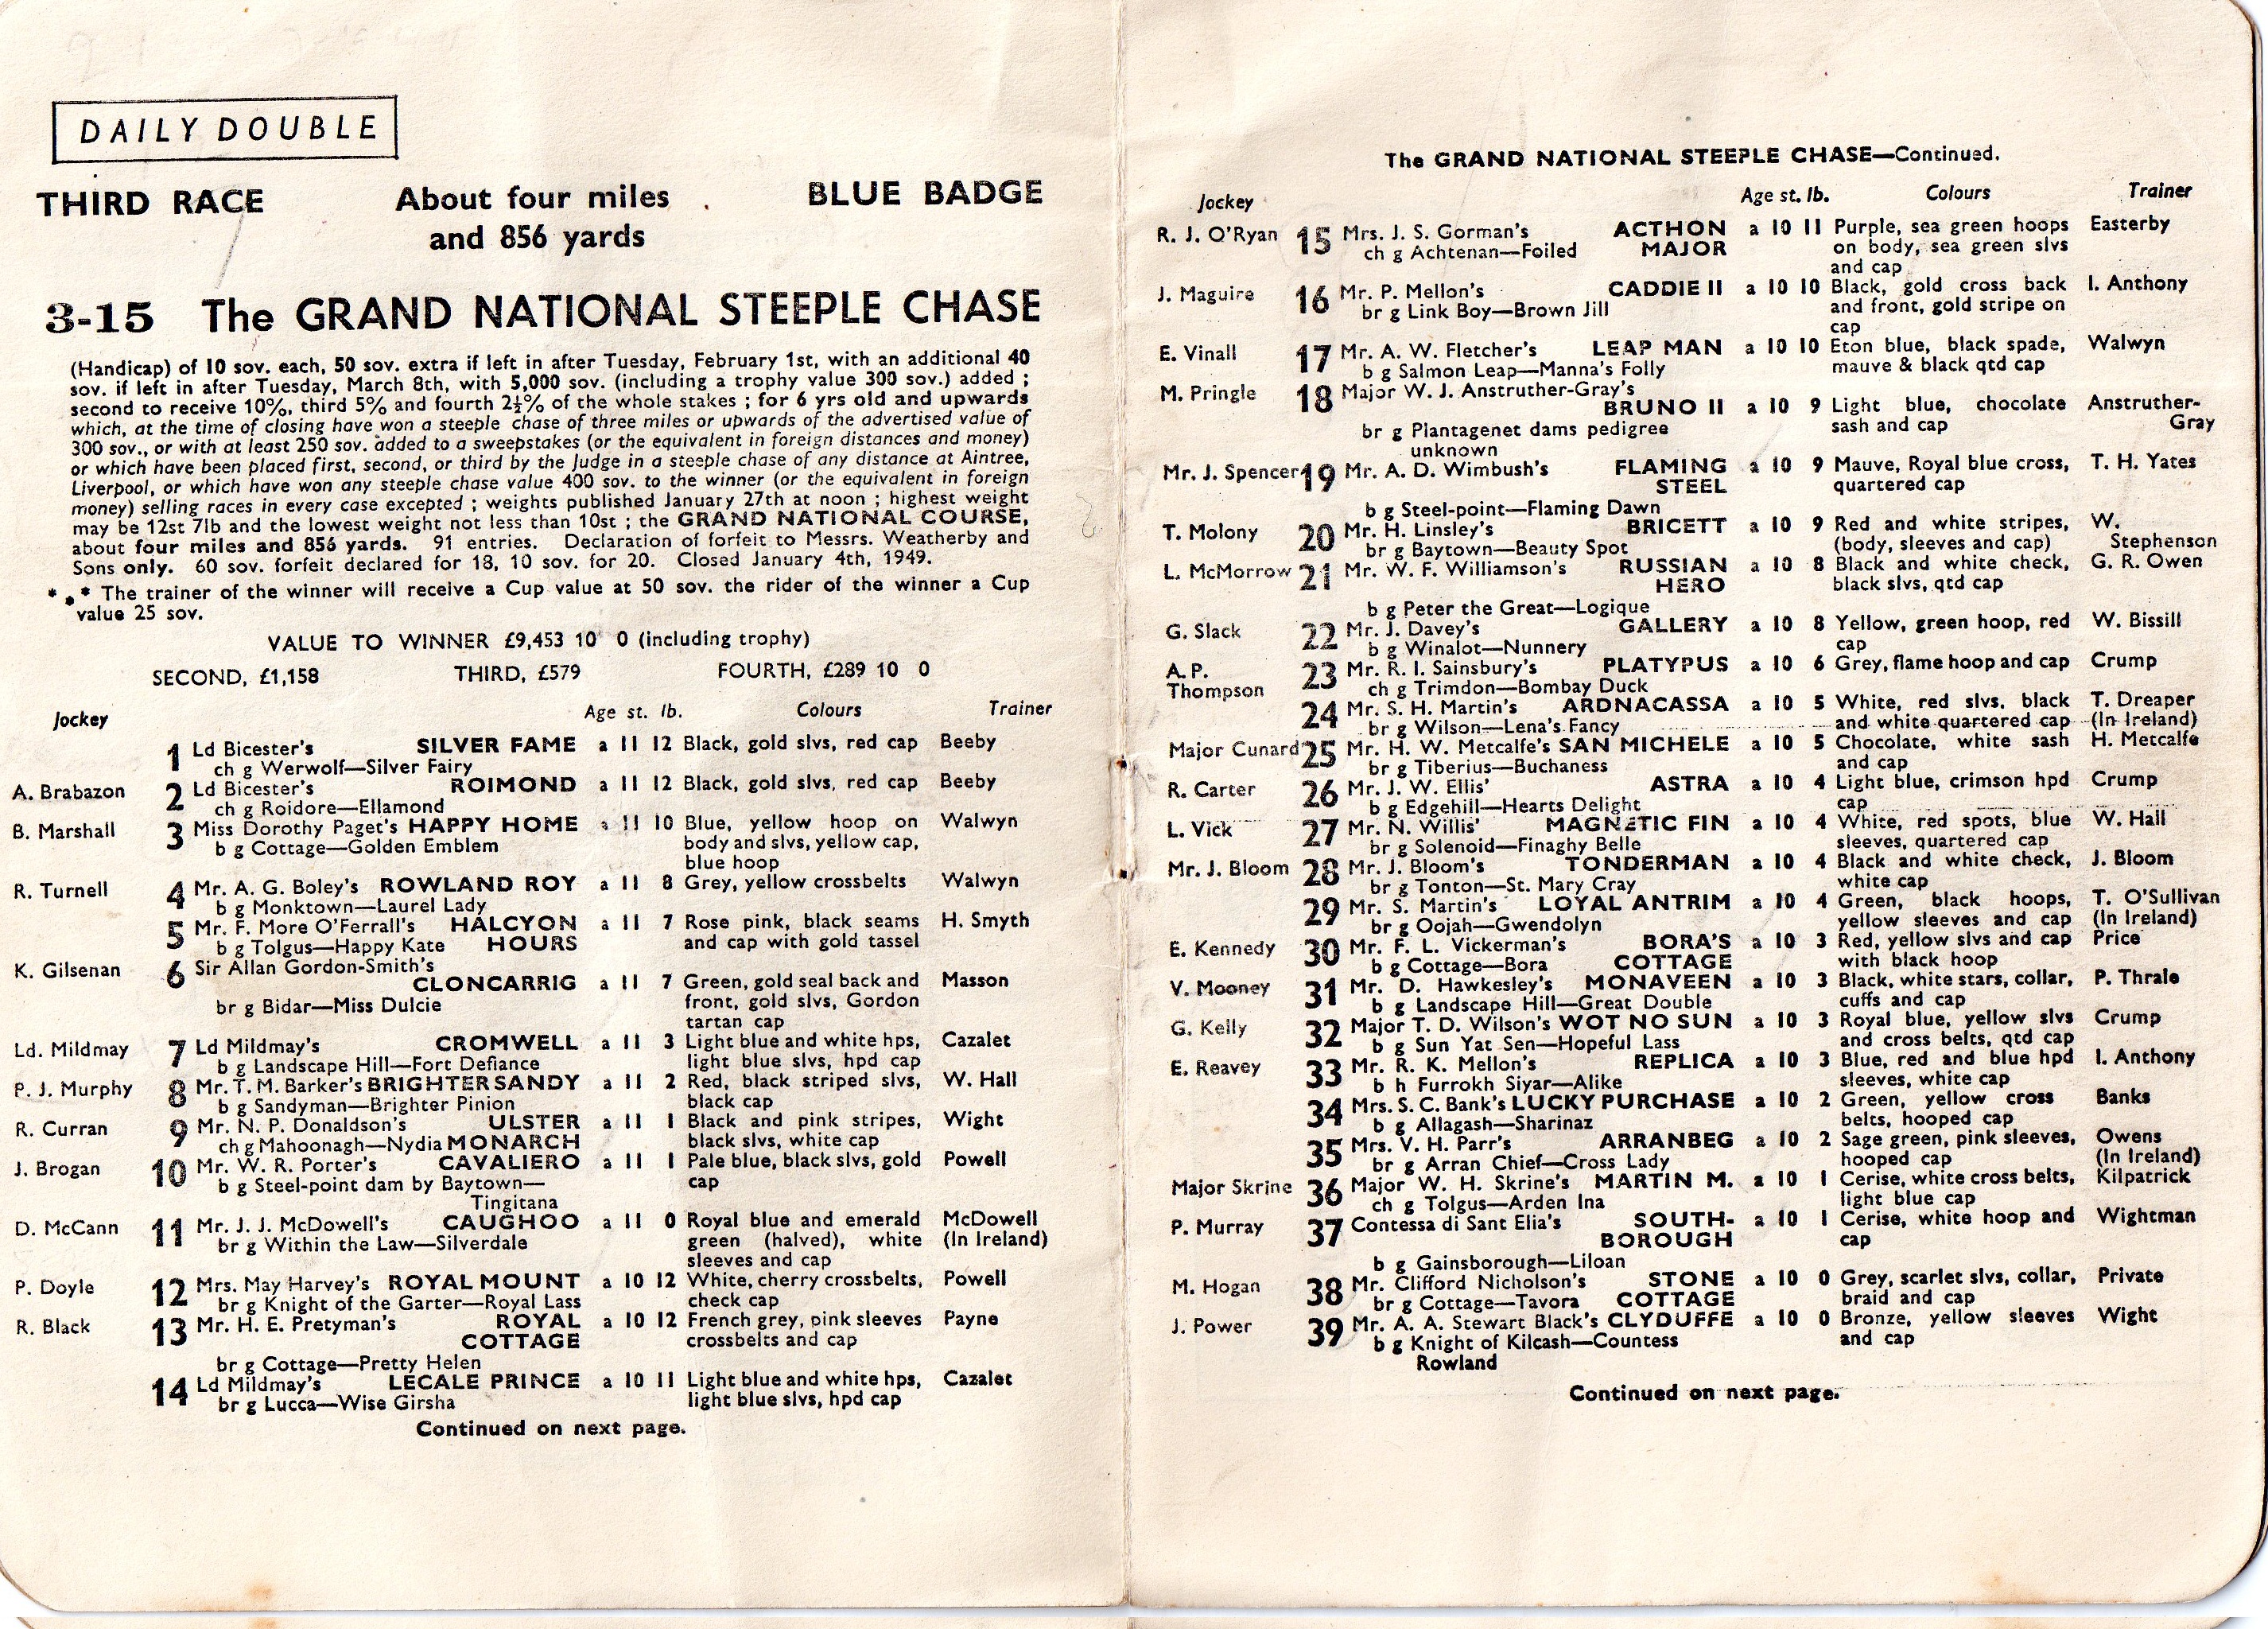 DAILY DOUBLE
THIRD RACE About four miles and 856 yards BLUE BADGE
3-15 The GRAND NATIONAL STEEPLE CHASE
(Handicap) of 10 sov. each, 50 sov. extra if left in after Tuesday, February 1st, with an additional 40
sov. if left in after Tuesday, March 8th, with 5,000 sov. (including a trophy value 300 sov.) added ;
second to receive 10%, third 5% and fourth 2½% of the whole stakes ; for 6 yrs old and upwards
which, at the time of closing have won a steeple chase of three miles or upwards of the advertised value of
300 sov., or with at least 250 sov. added to a sweepstakes (or the equivalent in foreign distances and money)
or which have been placed first, second, or third by the Judge in a steeple chase of any distance at Aintree,
Liverpool, or which have won any steeple chase value 400 sov. to the winner (or the equivalent in foreign
money) selling races in every case excepted ; weights published January 27th at noon ; highest weight
may be 12st 7lb and the lowest weight not less than 10st ; the GRAND NATIONAL COURSE,
about four miles and 856 yards. 91 entries. Declaration of forfeit to Messrs. Weatherby and
Sons only. 60 sov. forfeit declared for 18, 10 sov. for 20. Closed January 4th, 1949.
*** The trainer of the winner will receive a Cup value at 50 sov. the rider of the winner a Cup
value 25 sov.
VALUE TO WINNER £9,453 10 0 (including trophy)
SECOND, £1,158 THIRD, £579 FOURTH, £289 10 0
Jockey Age st. lb. Colours Trainer
1 Ld Bicester's SILVER FAME a 11 12 Black, gold slvs, red cap Beeby
ch g Werwolf—Silver Fairy
A. Brabazon 2 Ld Bicester's ROIMOND a 11 12 Black, gold slvs, red cap Beeby
ch g Roidore—Ellamond
B. Marshall 3 Miss Dorothy Paget's HAPPY HOME a 11 10 Blue, yellow hoop on Walwyn
b g Cottage—Golden Emblem body and slvs, yellow cap,
blue hoop
R. Turnell 4 Mr. A. G. Boley's ROWLAND ROY a 11 8 Grey, yellow crossbelts Walwyn
b g Monktown—Laurel Lady
5 Mr. F. More O'Ferrall's HALCYON a 11 7 Rose pink, black seams H. Smyth
b g Tolgus—Happy Kate HOURS and cap with gold tassel
K. Gilsenan 6 Sir Allan Gordon-Smith's
CLONCARRIG a 11 7 Green, gold seal back and Masson
br g Bidar—Miss Dulcie front, gold slvs, Gordon
tartan cap
Ld. Mildmay 7 Ld Mildmay's CROMWELL a 11 3 Light blue and white hps, Cazalet
b g Landscape Hill—Fort Defiance light blue slvs, hpd cap
P. J. Murphy 8 Mr. T. M. Barker's BRIGHTER SANDY a 11 2 Red, black striped slvs, W. Hall
b g Sandyman—Brighter Pinion black cap
R. Curran 9 Mr. N. P. Donaldson's ULSTER a 11 1 Black and pink stripes, Wight
ch g Mahoonagh—Nydia MONARCH black slvs, white cap
J. Brogan 10 Mr. W. R. Porter's CAVALIERO a 11 1 Pale blue, black slvs, gold Powell
b g Steel-point dam by Baytown— cap
Tingitana
D. McCann 11 Mr. J. J. McDowell's CAUGHOO a 11 0 Royal blue and emerald McDowell
br g Within the Law—Silverdale green (halved), white (In Ireland)
sleeves and cap
P. Doyle 12 Mrs. May Harvey's ROYAL MOUNT a 10 12 White, cherry crossbelts, Powell
br g Knight of the Garter—Royal Lass check cap
R. Black 13 Mr. H. E. Pretyman's ROYAL a 10 12 French grey, pink sleeves Payne
COTTAGE crossbelts and cap
br g Cottage—Pretty Helen
14 Ld Mildmay's LECALE PRINCE a 10 11 Light blue and white hps, Cazalet
br g Lucca—Wise Girsha light blue slvs, hpd cap
Continued on next page.
The GRAND NATIONAL STEEPLE CHASE—Continued.
Jockey Age st. lb. Colours Trainer
R. J. O'Ryan 15 Mrs. J. S. Gorman's ACTHON a 10 11 Purple, sea green hoops Easterby
ch g Achtenan—Foiled MAJOR on body, sea green slvs
and cap
J. Maguire 16 Mr. P. Mellon's CADDIE II a 10 10 Black, gold cross back I. Anthony
br g Link Boy—Brown Jill and front, gold stripe on
cap
E. Vinall 17 Mr. A. W. Fletcher's LEAP MAN a 10 10 Eton blue, black spade, Walwyn
b g Salmon Leap—Manna's Folly mauve & black qtd cap
M. Pringle 18 Major W. J. Anstruther-Gray's
BRUNO II a 10 9 Light blue, chocolate Anstruther-
br g Plantagenet dams pedigree sash and cap Gray
unknown
Mr. J. Spencer 19 Mr. A. D. Wimbush's FLAMING a 10 9 Mauve, Royal blue cross, T. H. Yates
STEEL quartered cap
b g Steel-point—Flaming Dawn
T. Molony 20 Mr. H. Linsley's BRICETT a 10 9 Red and white stripes, W.
br g Baytown—Beauty Spot (body, sleeves and cap) Stephenson
L. McMorrow 21 Mr. W. F. Williamson's RUSSIAN a 10 8 Black and white check, G. R. Owen
HERO black slvs, qtd cap
b g Peter the Great—Logique
G. Slack 22 Mr. J. Davey's GALLERY a 10 8 Yellow, green hoop, red W. Bissill
b g Winalot—Nunnery cap
A. P. 23 Mr. R. I. Sainsbury's PLATYPUS a 10 6 Grey, flame hoop and cap Crump
Thompson ch g Trimdon—Bombay Duck
24 Mr. S. H. Martin's ARDNACASSA a 10 5 White, red slvs, black T. Dreaper
br g Wilson—Lena's Fancy and white quartered cap (In Ireland)
Major Cunard 25 Mr. H. W. Metcalfe's SAN MICHELE a 10 5 Chocolate, white sash H. Metcalfe
br g Tiberius—Buchaness and cap
R. Carter 26 Mr. J. W. Ellis' ASTRA a 10 4 Light blue, crimson hpd Crump
b g Edgehill—Hearts Delight cap
L. Vick 27 Mr. N. Willis' MAGNETIC FIN a 10 4 White, red spots, blue W. Hall
br g Solenoid—Finaghy Belle sleeves, quartered cap
Mr. J. Bloom 28 Mr. J. Bloom's TONDERMAN a 10 4 Black and white check, J. Bloom
br g Tonton—St. Mary Cray white cap
29 Mr. S. Martin's LOYAL ANTRIM a 10 4 Green, black hoops, T. O'Sullivan
br g Oojah—Gwendolyn yellow sleeves and cap (In Ireland)
E. Kennedy 30 Mr. F. L. Vickerman's BORA'S a 10 3 Red, yellow slvs and cap Price
b g Cottage—Bora COTTAGE with black hoop
V. Mooney 31 Mr. D. Hawkesley's MONAVEEN a 10 3 Black, white stars, collar, P. Thrale
b g Landscape Hill—Great Double cuffs and cap
G. Kelly 32 Major T. D. Wilson's WOT NO SUN a 10 3 Royal blue, yellow slvs Crump
b g Sun Yat Sen—Hopeful Lass and cross belts, qtd cap
E. Reavey 33 Mr. R. K. Mellon's REPLICA a 10 3 Blue, red and blue hpd I. Anthony
b h Furrokh Siyar—Alike sleeves, white cap
34 Mrs. S. C. Bank's LUCKY PURCHASE a 10 2 Green, yellow cross Banks
b g Allagash—Sharinaz belts, hooped cap
35 Mrs. V. H. Parr's ARRANBEG a 10 2 Sage green, pink sleeves, Owens
br g Arran Chief—Cross Lady hooped cap (In Ireland)
Major Skrine 36 Major W. H. Skrine's MARTIN M. a 10 1 Cerise, white cross belts, Kilpatrick
ch g Tolgus—Arden Ina light blue cap
P. Murray 37 Contessa di Sant Elia's SOUTH- a 10 1 Cerise, white hoop and Wightman
BOROUGH cap
b g Gainsborough—Liloan
M. Hogan 38 Mr. Clifford Nicholson's STONE a 10 0 Grey, scarlet slvs, collar, Private
br g Cottage—Tavora COTTAGE braid and cap
J. Power 39 Mr. A. A. Stewart Black's CLYDUFFE a 10 0 Bronze, yellow sleeves Wight
b g Knight of Kilcash—Countess and cap
Rowland
Continued on next page.